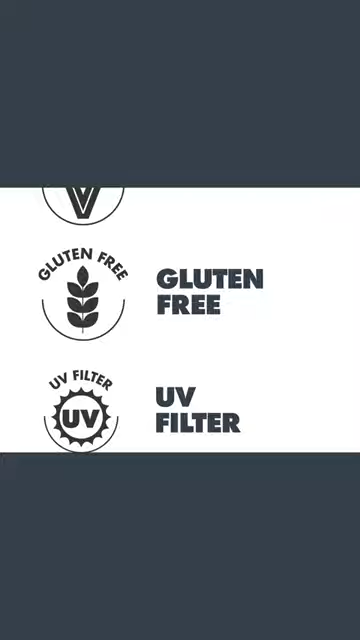 V
GLUTEN FREE
GLUTEN
FREE
UV FILTER
UV
UV
FILTER